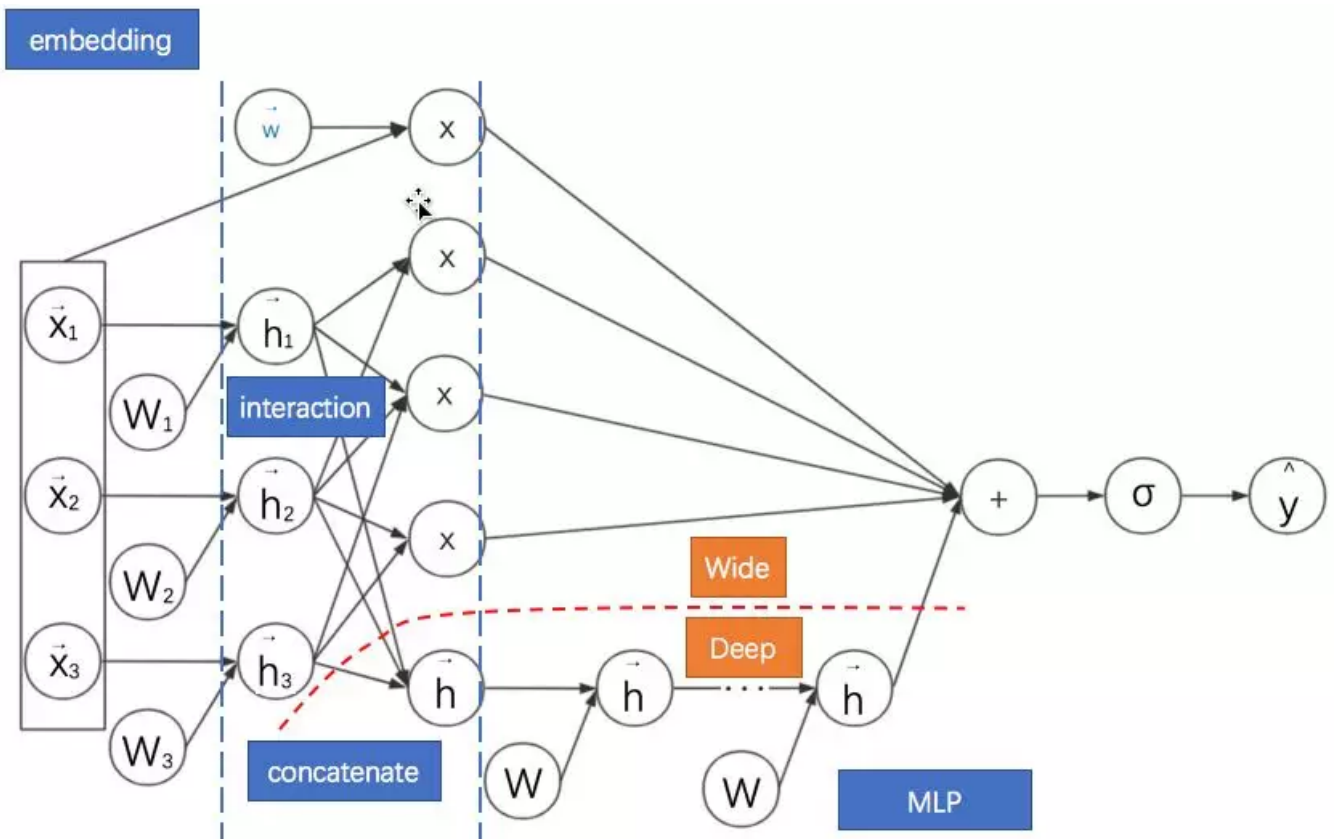 embedding
→
w
x
x
→
x₁
→
h₁
W₁
interaction
x
→
x₂
→
h₂
+
σ
^
y
W₂
x
Wide
→
x₃
→
h₃
Deep
→
h
→
h
...
→
h
W₃
concatenate
W
W
MLP